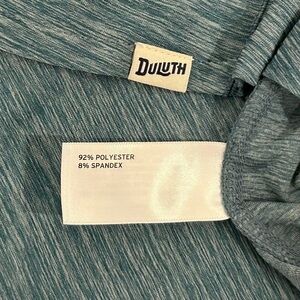 DULUTH
92% POLYESTER
8% SPANDEX